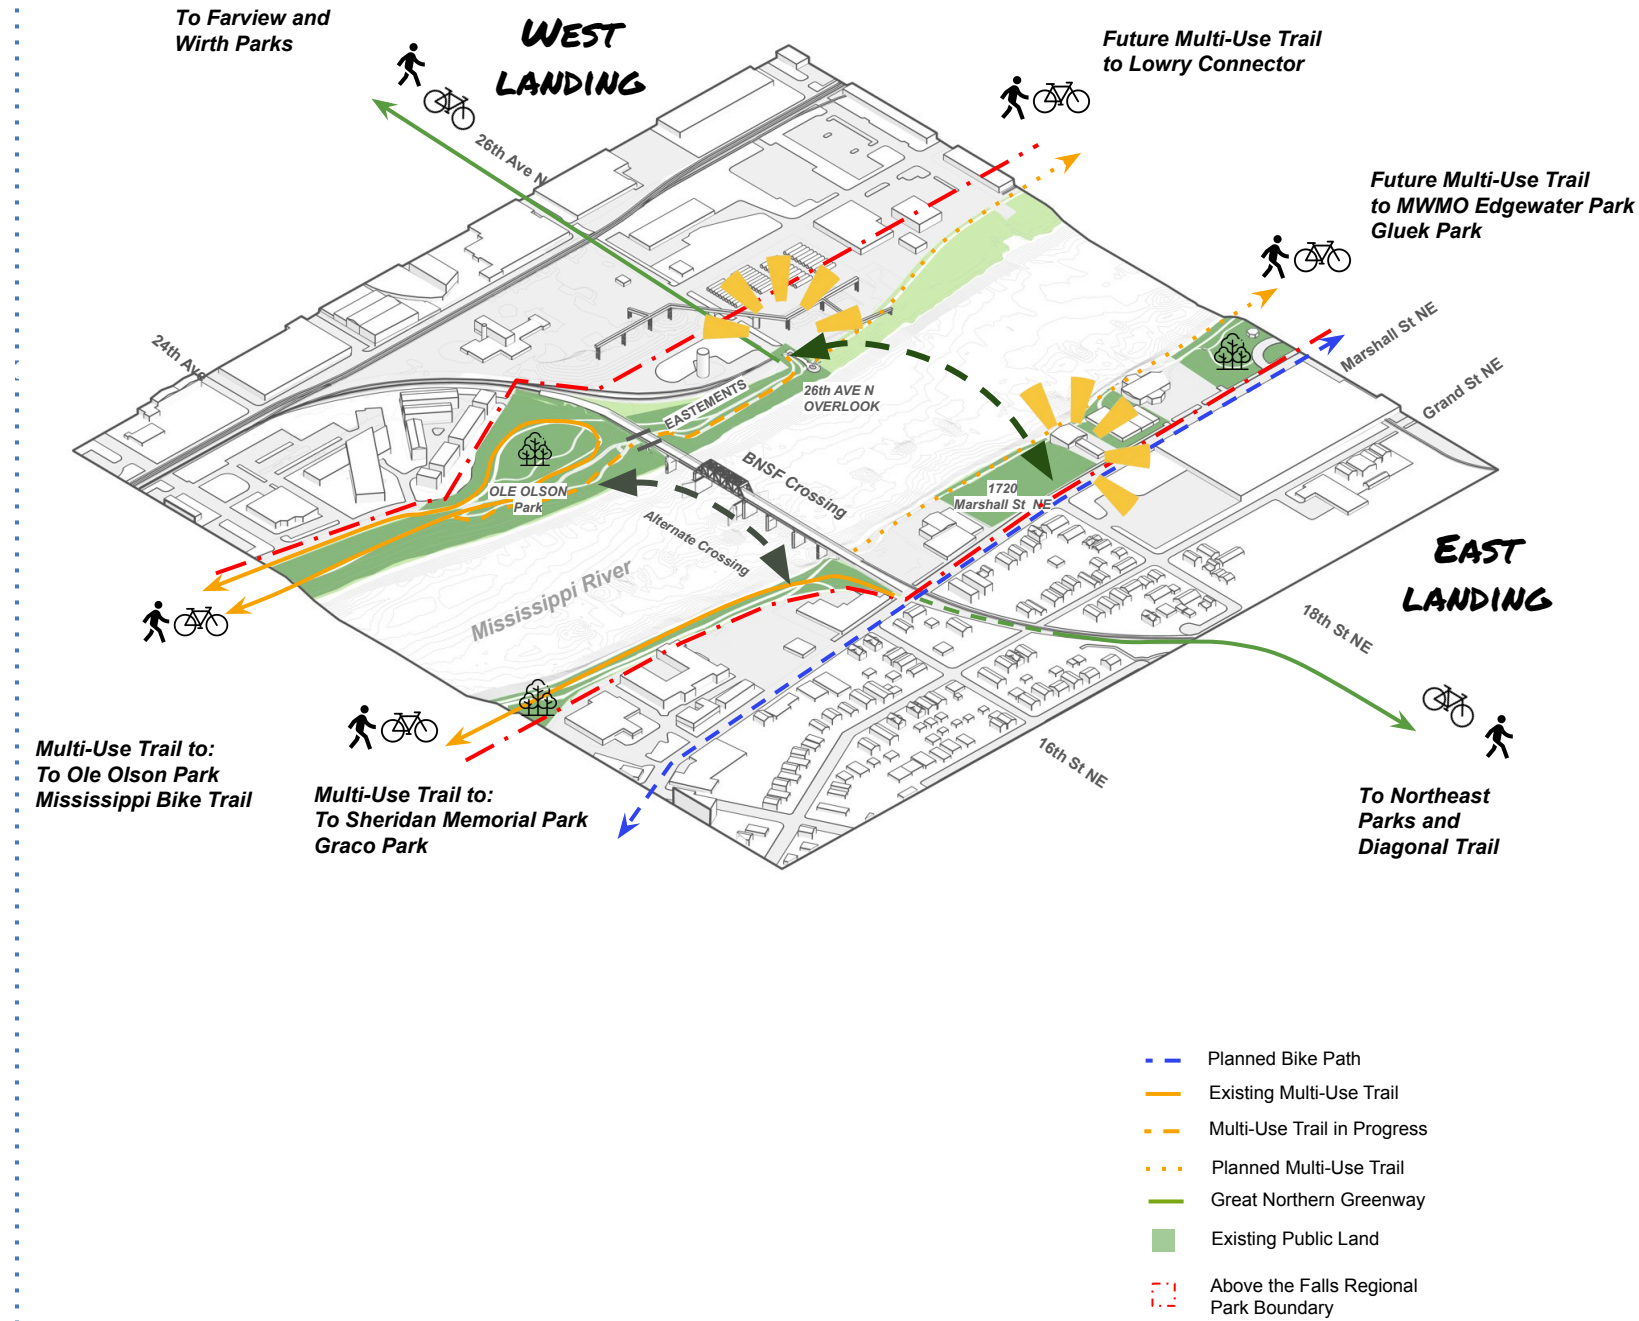 To Farview and
Wirth Parks
WEST
LANDING
Future Multi-Use Trail
to Lowry Connector
Future Multi-Use Trail
to MWMO Edgewater Park
Gluek Park
26th Ave N
24th Ave
Marshall St NE
Grand St NE
EASTEMENTS
26th AVE N
OVERLOOK
BNSF Crossing
OLE OLSON
Park
1720
Marshall St NE
Alternate Crossing
Mississippi River
EAST
LANDING
18th St NE
16th St NE
Multi-Use Trail to:
To Ole Olson Park
Mississippi Bike Trail
Multi-Use Trail to:
To Sheridan Memorial Park
Graco Park
To Northeast
Parks and
Diagonal Trail
Planned Bike Path
Existing Multi-Use Trail
Multi-Use Trail in Progress
Planned Multi-Use Trail
Great Northern Greenway
Existing Public Land
Above the Falls Regional
Park Boundary